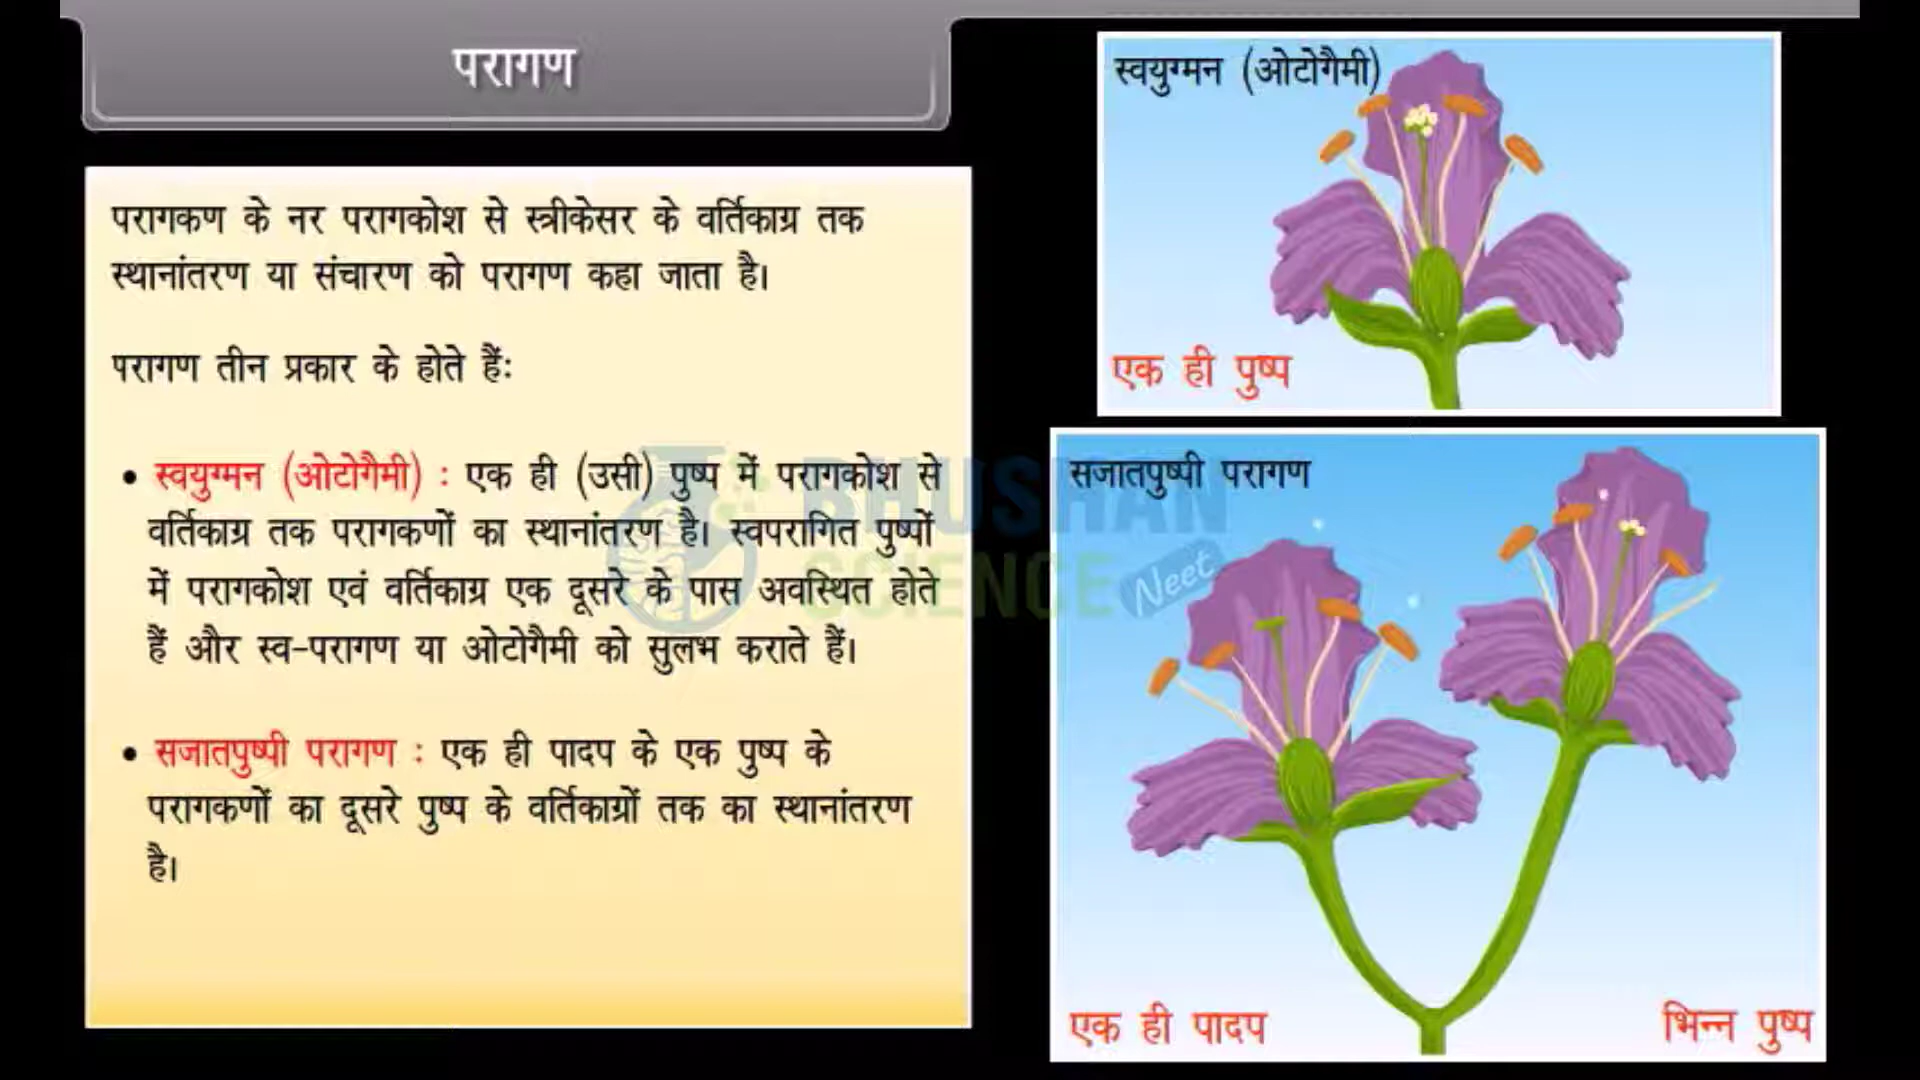 परागण
परागकण के नर परागकोश से स्त्रीकेसर के वर्तिकाग्र तक
स्थानांतरण या संचारण को परागण कहा जाता है।
परागण तीन प्रकार के होते हैं:
• स्वयुग्मन (ओटोगैमी) : एक ही (उसी) पुष्प में परागकोश से
वर्तिकाग्र तक परागकणों का स्थानांतरण है। स्वपरागित पुष्पों
में परागकोश एवं वर्तिकाग्र एक दूसरे के पास अवस्थित होते
हैं और स्व-परागण या ओटोगैमी को सुलभ कराते हैं।
• सजातपुष्पी परागण : एक ही पादप के एक पुष्प के
परागकणों का दूसरे पुष्प के वर्तिकाग्रों तक का स्थानांतरण
है।
स्वयुग्मन (ओटोगैमी)
एक ही पुष्प
सजातपुष्पी परागण
एक ही पादप
भिन्न पुष्प
BHUSHAN
SCIENCE Neet